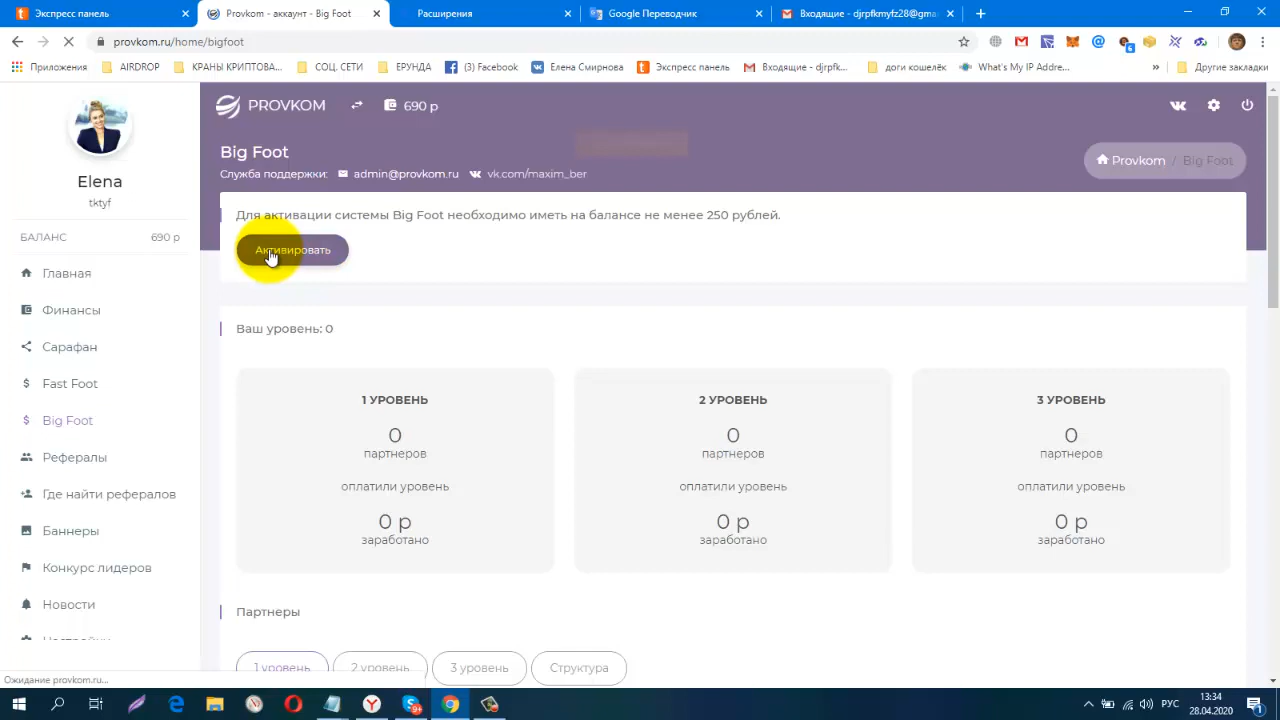 Экспресс панель
Provkom - аккаунт - Big Foot
Расширения
Google Переводчик
Входящие - djrpfkmyfz28@gma
provkom.ru/home/bigfoot
Приложения
AIRDROP
КРАНЫ КРИПТОВА...
СОЦ. СЕТИ
ЕРУНДА
(3) Facebook
Елена Смирнова
Экспресс панель
Входящие - djrpfk...
доги кошелёк
What's My IP Addre...
»
Другие закладки
6
PROVKOM
690 р
Big Foot
Служба поддержки: admin@provkom.ru vk.com/maxim_ber
Provkom / Big Foot
Elena
tktyf
БАЛАНС 690 р
Главная
Финансы
Сарафан
Fast Foot
Big Foot
Рефералы
Где найти рефералов
Баннеры
Конкурс лидеров
Новости
Настройки
Для активации системы Big Foot необходимо иметь на балансе не менее 250 рублей.
Активировать
Ваш уровень: 0
1 УРОВЕНЬ
0
партнеров
оплатили уровень
0 р
заработано
2 УРОВЕНЬ
0
партнеров
оплатили уровень
0 р
заработано
3 УРОВЕНЬ
0
партнеров
оплатили уровень
0 р
заработано
Партнеры
1 уровень
2 уровень
3 уровень
Структура
Ожидание provkom.ru...
РУС
13:34
28.04.2020